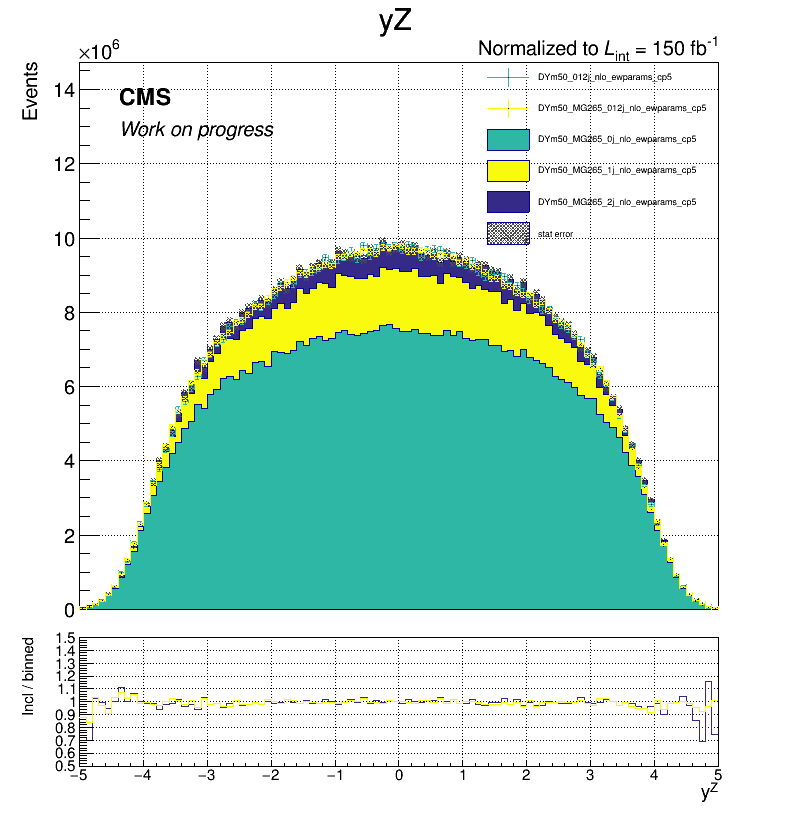 yZ
×10⁶
Normalized to L_int = 150 fb⁻¹
Events
CMS
Work on progress
DYm50_012j_nlo_ewparams_cp5
DYm50_MG265_012j_nlo_ewparams_cp5
DYm50_MG265_0j_nlo_ewparams_cp5
DYm50_MG265_1j_nlo_ewparams_cp5
DYm50_MG265_2j_nlo_ewparams_cp5
stat error
14
12
10
8
6
4
2
0
Incl / binned
1.5
1.4
1.3
1.2
1.1
1
0.9
0.8
0.7
0.6
0.5
−5 −4 −3 −2 −1 0 1 2 3 4 5
y^Z